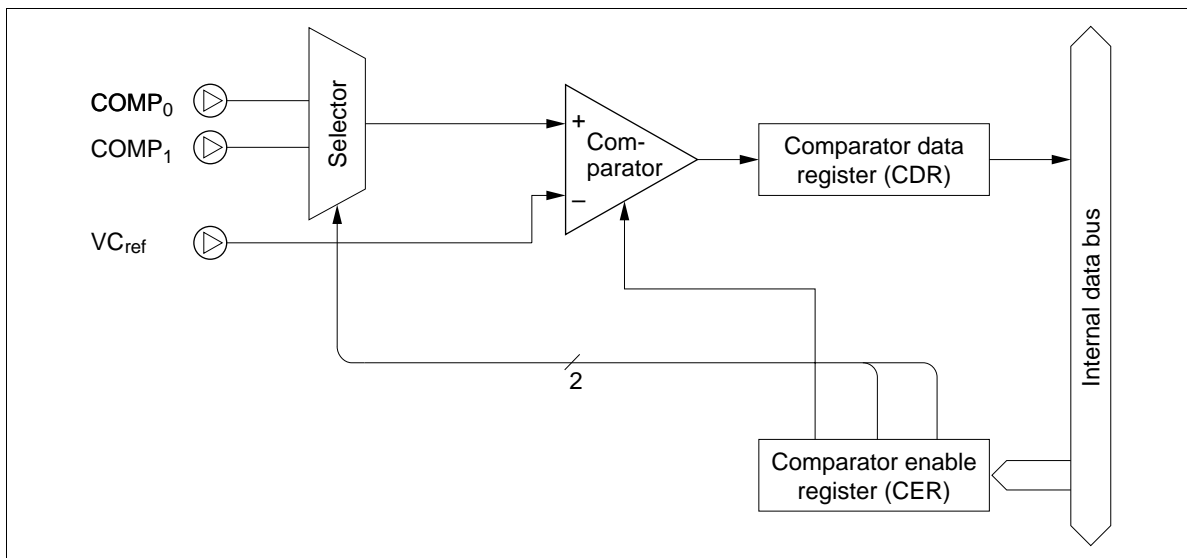 COMP0
COMP1
VCref
Selector
+
Com-
parator
−
Comparator data
register (CDR)
Internal data bus
2
Comparator enable
register (CER)